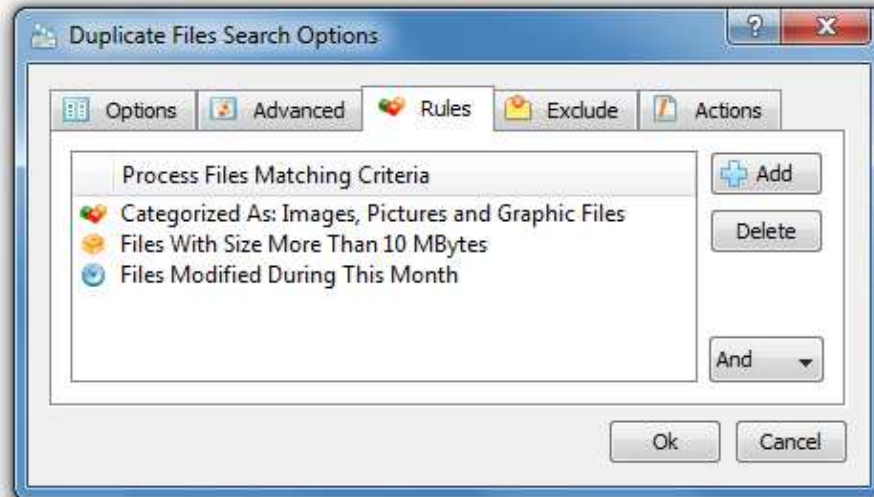 Duplicate Files Search Options
?
X
Options Advanced Rules Exclude Actions
Process Files Matching Criteria
Add
Categorized As: Images, Pictures and Graphic Files
Files With Size More Than 10 MBytes
Delete
Files Modified During This Month
And
Ok Cancel